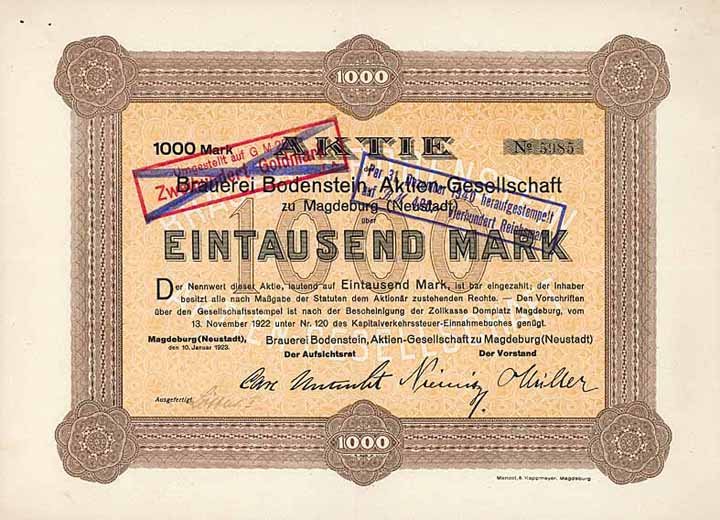 1000
1000 Mark AKTIE № 5985
Umgestellt auf G. M.
Zweihundert Goldmark
Per 31. Dezember 1940 heraufgestempelt
auf Vierhundert Reichsmark
Brauerei Bodenstein, Aktien-Gesellschaft
zu Magdeburg (Neustadt)
über
EINTAUSEND MARK
1000
Der Nennwert dieser Aktie, lautend auf Eintausend Mark, ist bar eingezahlt; der Inhaber
besitzt alle nach Maßgabe der Statuten dem Aktionär zustehenden Rechte. — Den Vorschriften
über den Gesellschaftsstempel ist nach der Bescheinigung der Zollkasse Domplatz Magdeburg, vom
13. November 1922 unter Nr. 120 des Kapitalverkehrssteuer-Einnahmebuches genügt.
Magdeburg (Neustadt),
den 10. Januar 1923.
Brauerei Bodenstein, Aktien-Gesellschaft zu Magdeburg (Neustadt)
Der Aufsichtsrat Der Vorstand
Müller
Ausgefertigt.
1000
Magdeburg